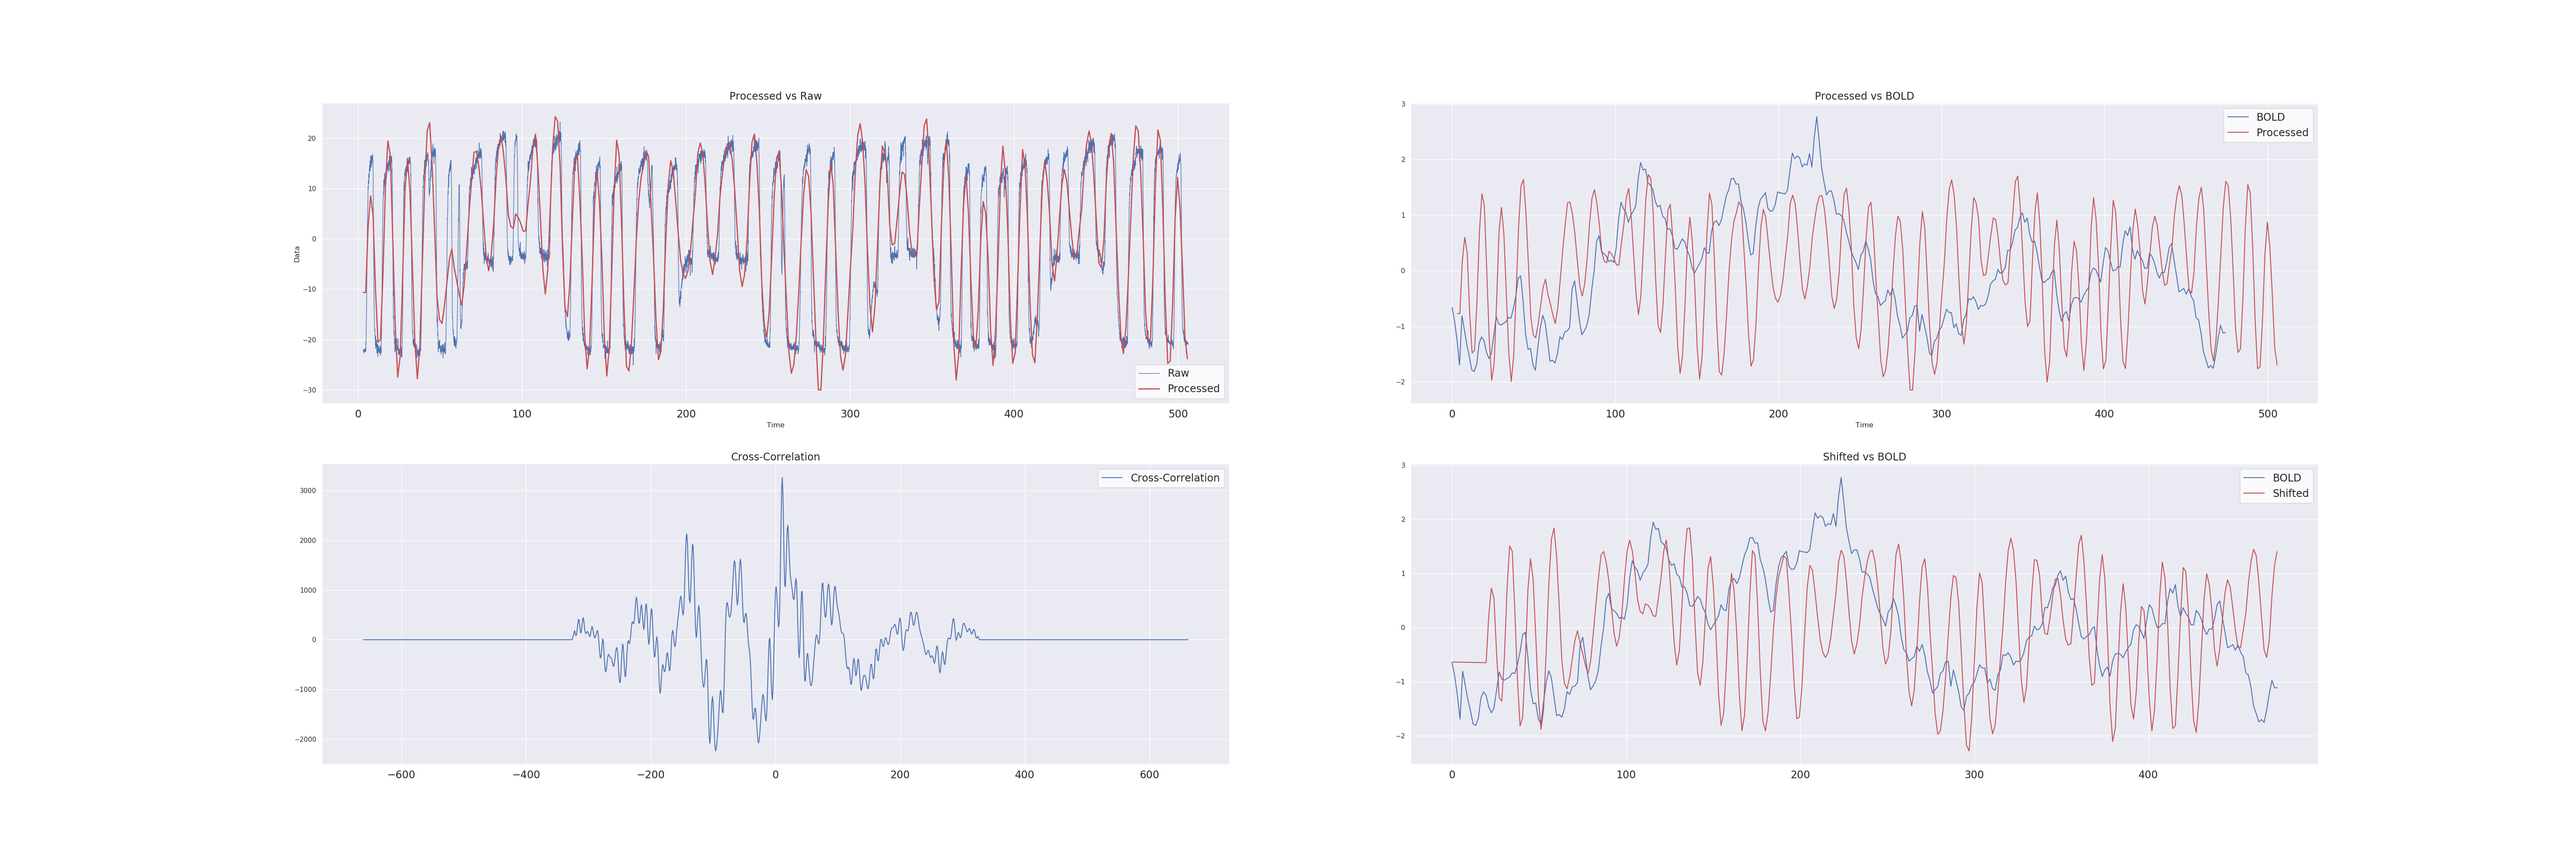 Processed vs Raw
20
10
0
−10
−20
−30
Data
Raw
Processed
0 100 200 300 400 500
Time
Processed vs BOLD
3
2
1
0
−1
−2
BOLD
Processed
0 100 200 300 400 500
Time
Cross-Correlation
3000
2000
1000
0
−1000
−2000
Cross-Correlation
−600 −400 −200 0 200 400 600
Shifted vs BOLD
3
2
1
0
−1
−2
BOLD
Shifted
0 100 200 300 400